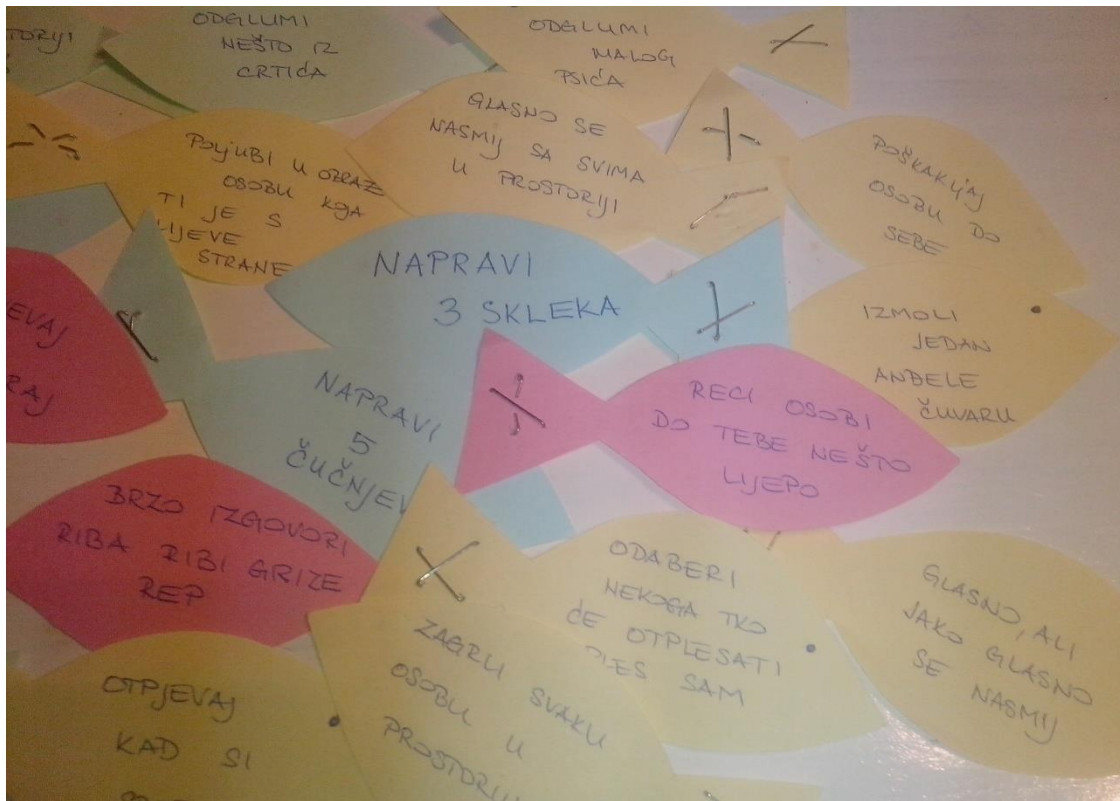 ODGLUMI
NEŠTO IZ
CRTIĆA
ODGLUMI
MALOG
PSIĆA
POLJUBI U OBRAZ
OSOBU KOJA
TI JE S
LIJEVE
STRANE
GLASNO SE
NASMIJ SA SVIMA
U PROSTORIJI
POŠKAKLJAJ
OSOBU DO
SEBE
NAPRAVI
3 SKLEKA
IZMOLI
JEDAN
ANĐELE
ČUVARU
NAPRAVI
5
ČUČNJEV
RECI OSOBI
DO TEBE NEŠTO
LIJEPO
BRZO IZGOVORI
RIBA RIBI GRIZE
REP
ODABERI
NEKOGA TKO
ĆE OTPLESATI
PLES SAM
GLASNO, ALI
JAKO GLASNO
SE NASMIJ
OTPJEVAJ
KAD SI
ZAGRLI SVAKU
OSOBU U
PROSTORIJI